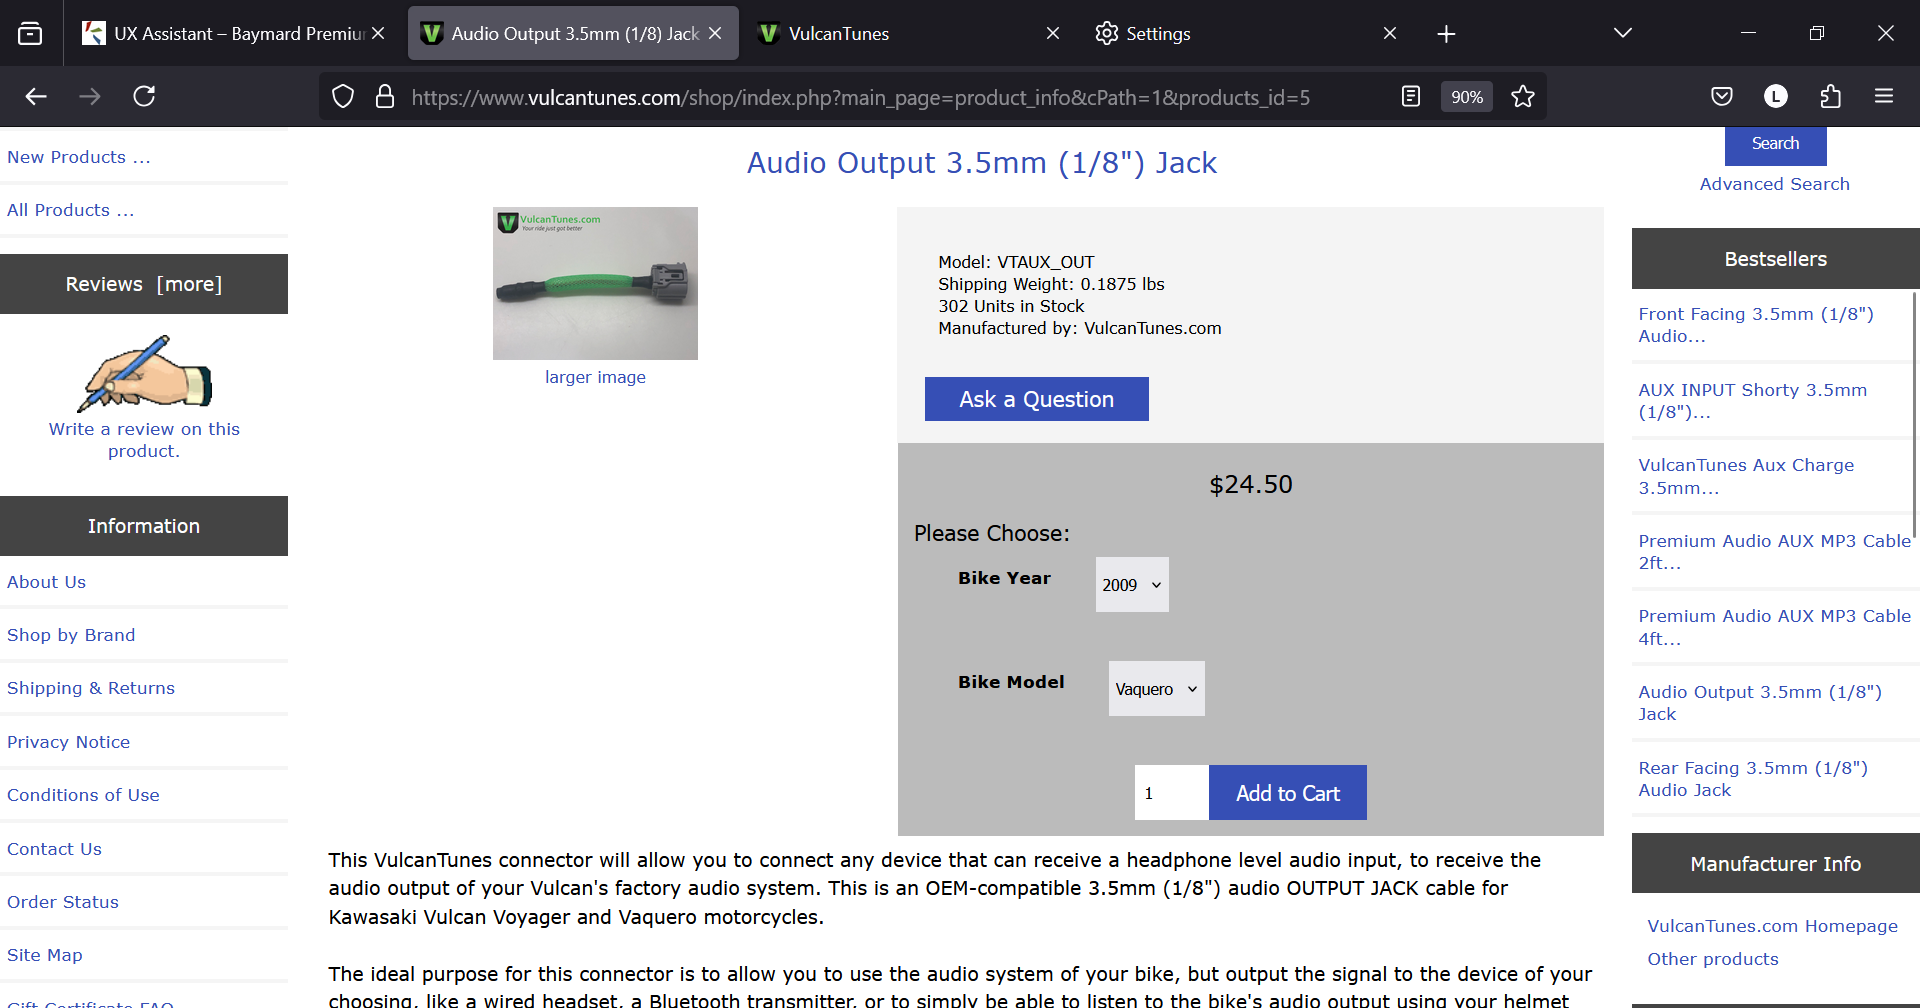 UX Assistant – Baymard Premiu
Audio Output 3.5mm (1/8) Jack
VulcanTunes
Settings
https://www.vulcantunes.com/shop/index.php?main_page=product_info&cPath=1&products_id=5
90%
L
New Products ...
All Products ...
Reviews [more]
Write a review on this
product.
Information
About Us
Shop by Brand
Shipping & Returns
Privacy Notice
Conditions of Use
Contact Us
Order Status
Site Map
Gift Certificate FAQ
Audio Output 3.5mm (1/8") Jack
VulcanTunes.com
Your ride just got better
larger image
Model: VTAUX_OUT
Shipping Weight: 0.1875 lbs
302 Units in Stock
Manufactured by: VulcanTunes.com
Ask a Question
$24.50
Please Choose:
Bike Year
2009
Bike Model
Vaquero
1
Add to Cart
This VulcanTunes connector will allow you to connect any device that can receive a headphone level audio input, to receive the
audio output of your Vulcan's factory audio system. This is an OEM-compatible 3.5mm (1/8") audio OUTPUT JACK cable for
Kawasaki Vulcan Voyager and Vaquero motorcycles.
The ideal purpose for this connector is to allow you to use the audio system of your bike, but output the signal to the device of your
choosing, like a wired headset, a Bluetooth transmitter, or to simply be able to listen to the bike's audio output using your helmet
Search
Advanced Search
Bestsellers
Front Facing 3.5mm (1/8")
Audio...
AUX INPUT Shorty 3.5mm
(1/8")...
VulcanTunes Aux Charge
3.5mm...
Premium Audio AUX MP3 Cable
2ft...
Premium Audio AUX MP3 Cable
4ft...
Audio Output 3.5mm (1/8")
Jack
Rear Facing 3.5mm (1/8")
Audio Jack
Manufacturer Info
VulcanTunes.com Homepage
Other products